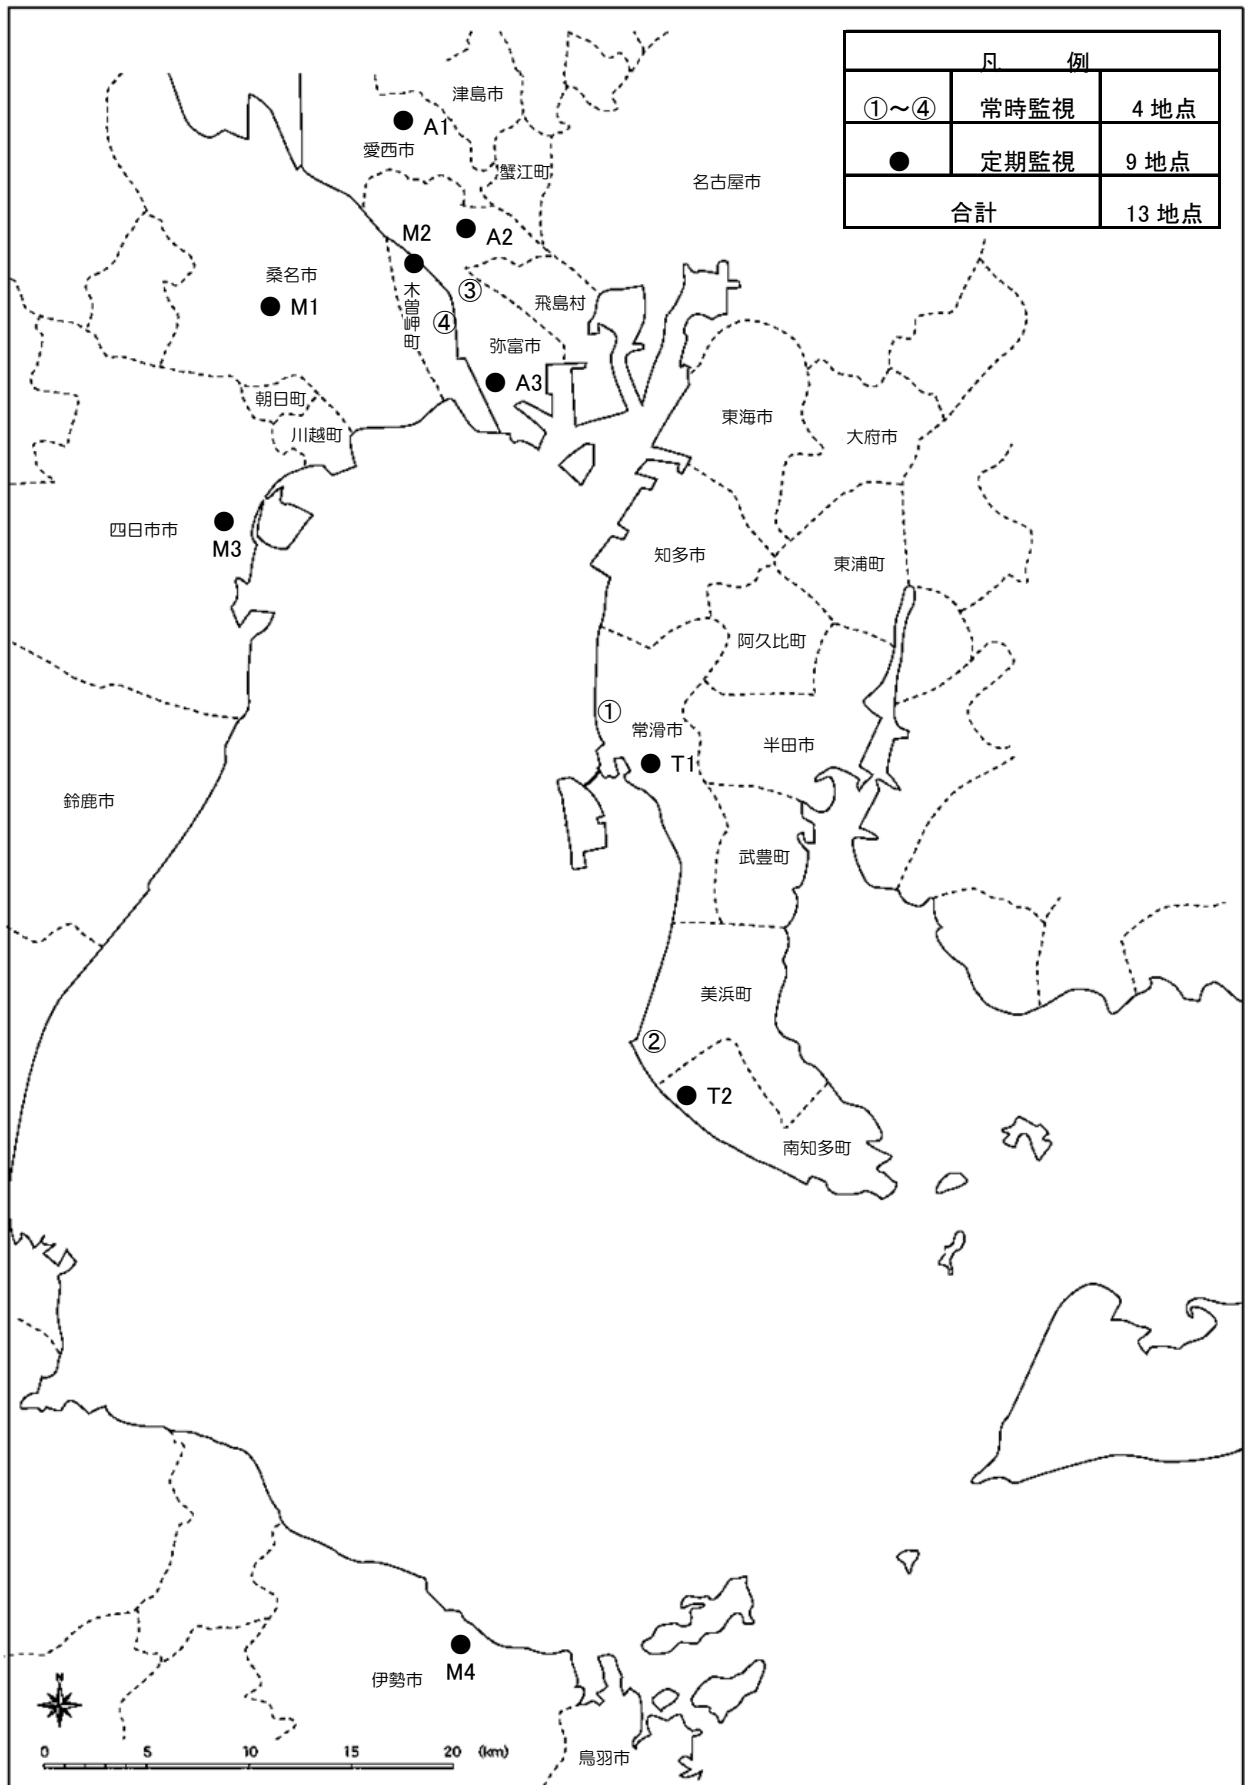 凡 例
①～④ 常時監視 4地点
● 定期監視 9地点
合計 13地点
津島市
A1
愛西市
蟹江町
名古屋市
M2
A2
桑名市
M1
③
飛島村
木曽岬町
④
弥富市
A3
朝日町
川越町
東海市
大府市
四日市市
M3
知多市
東浦町
阿久比町
①
常滑市
T1
半田市
鈴鹿市
武豊町
美浜町
②
T2
南知多町
伊勢市
M4
鳥羽市
N
0 5 10 15 20 (km)